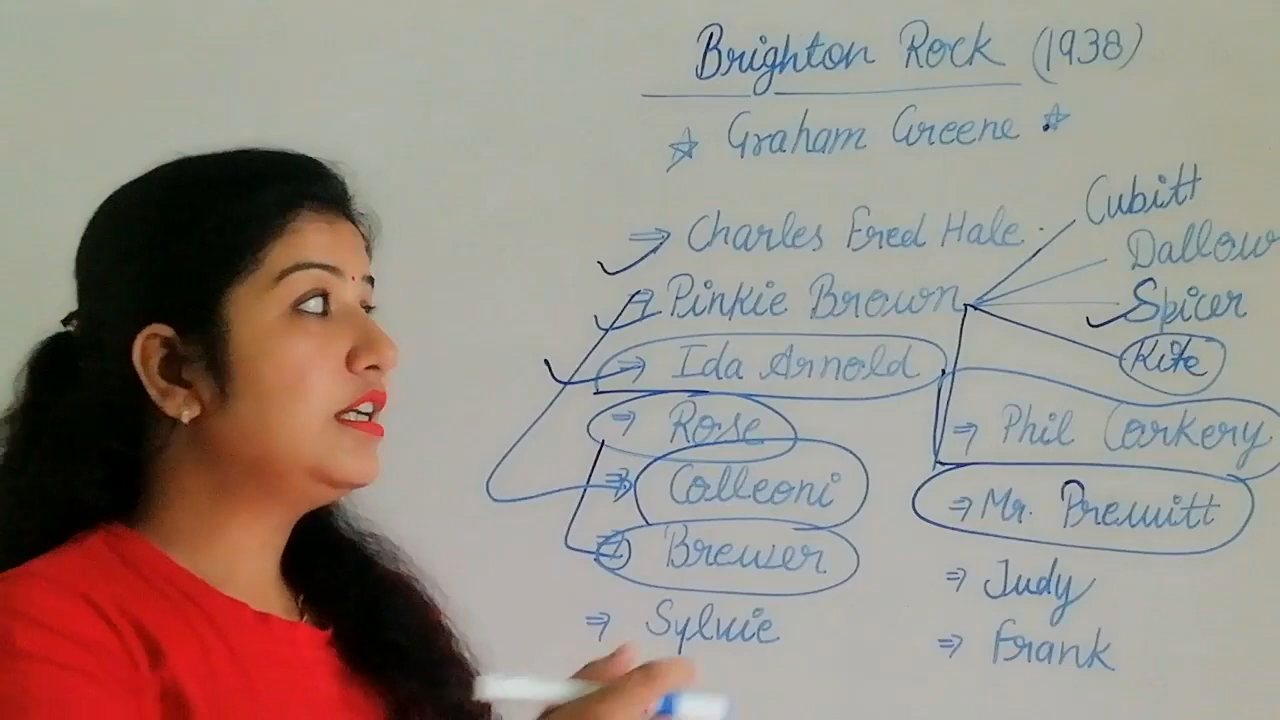 Brighton Rock (1938)
☆ Graham Greene ☆
⇒ Charles Fred Hale
⇒ Pinkie Brown
Cubitt
Dallow
Spicer
Kite
⇒ Ida Arnold
⇒ Rose
⇒ Colleoni
⇒ Brewer
⇒ Sylvie
⇒ Phil Corkery
⇒ Mr. Prewitt
⇒ Judy
⇒ Frank